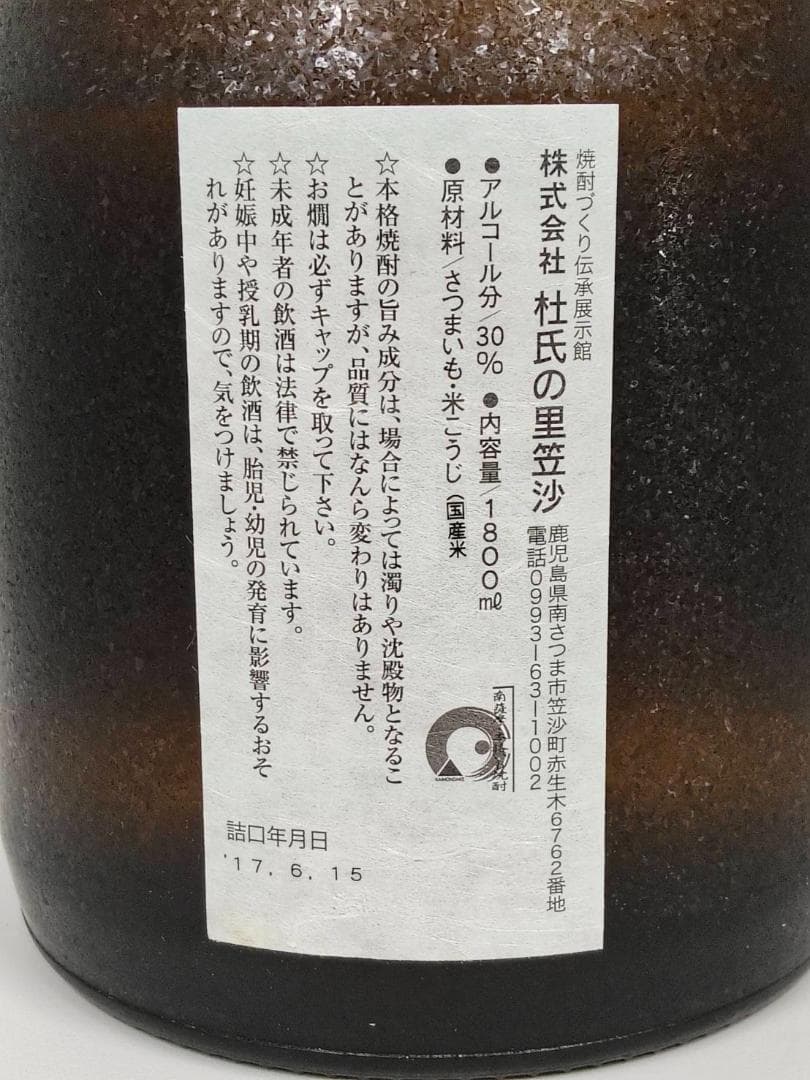 焼酎づくり伝承展示館
株式会社 杜氏の里笠沙
鹿児島県南さつま市笠沙町赤生木6762番地
電話0993-63-1002
●アルコール分/30% ●内容量/1800㎖
●原材料/さつまいも・米こうじ(国産米
☆本格焼酎の旨み成分は、場合によっては濁りや沈殿物となるこ
とがありますが、品質にはなんら変わりはありません。
☆お燗は必ずキャップを取って下さい。
☆未成年者の飲酒は法律で禁じられています。
☆妊娠中や授乳期の飲酒は、胎児・幼児の発育に影響するおそ
れがありますので、気をつけましょう。
南薩摩本格芋焼酎
詰口年月日
'17. 6. 15